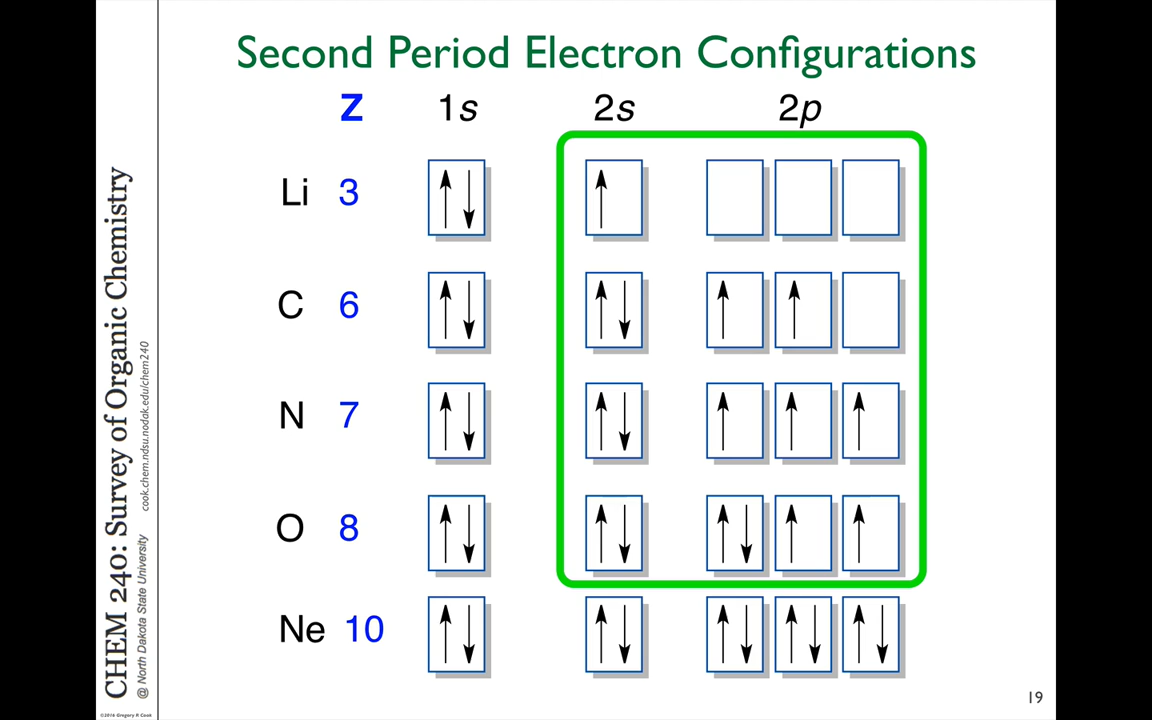 Second Period Electron Configurations
Z 1s 2s 2p
Li 3
C 6
N 7
O 8
Ne 10
19
CHEM 240: Survey of Organic Chemistry
@ North Dakota State University cook.chem.ndsu.nodak.edu/chem240
©2016 Gregory R. Cook